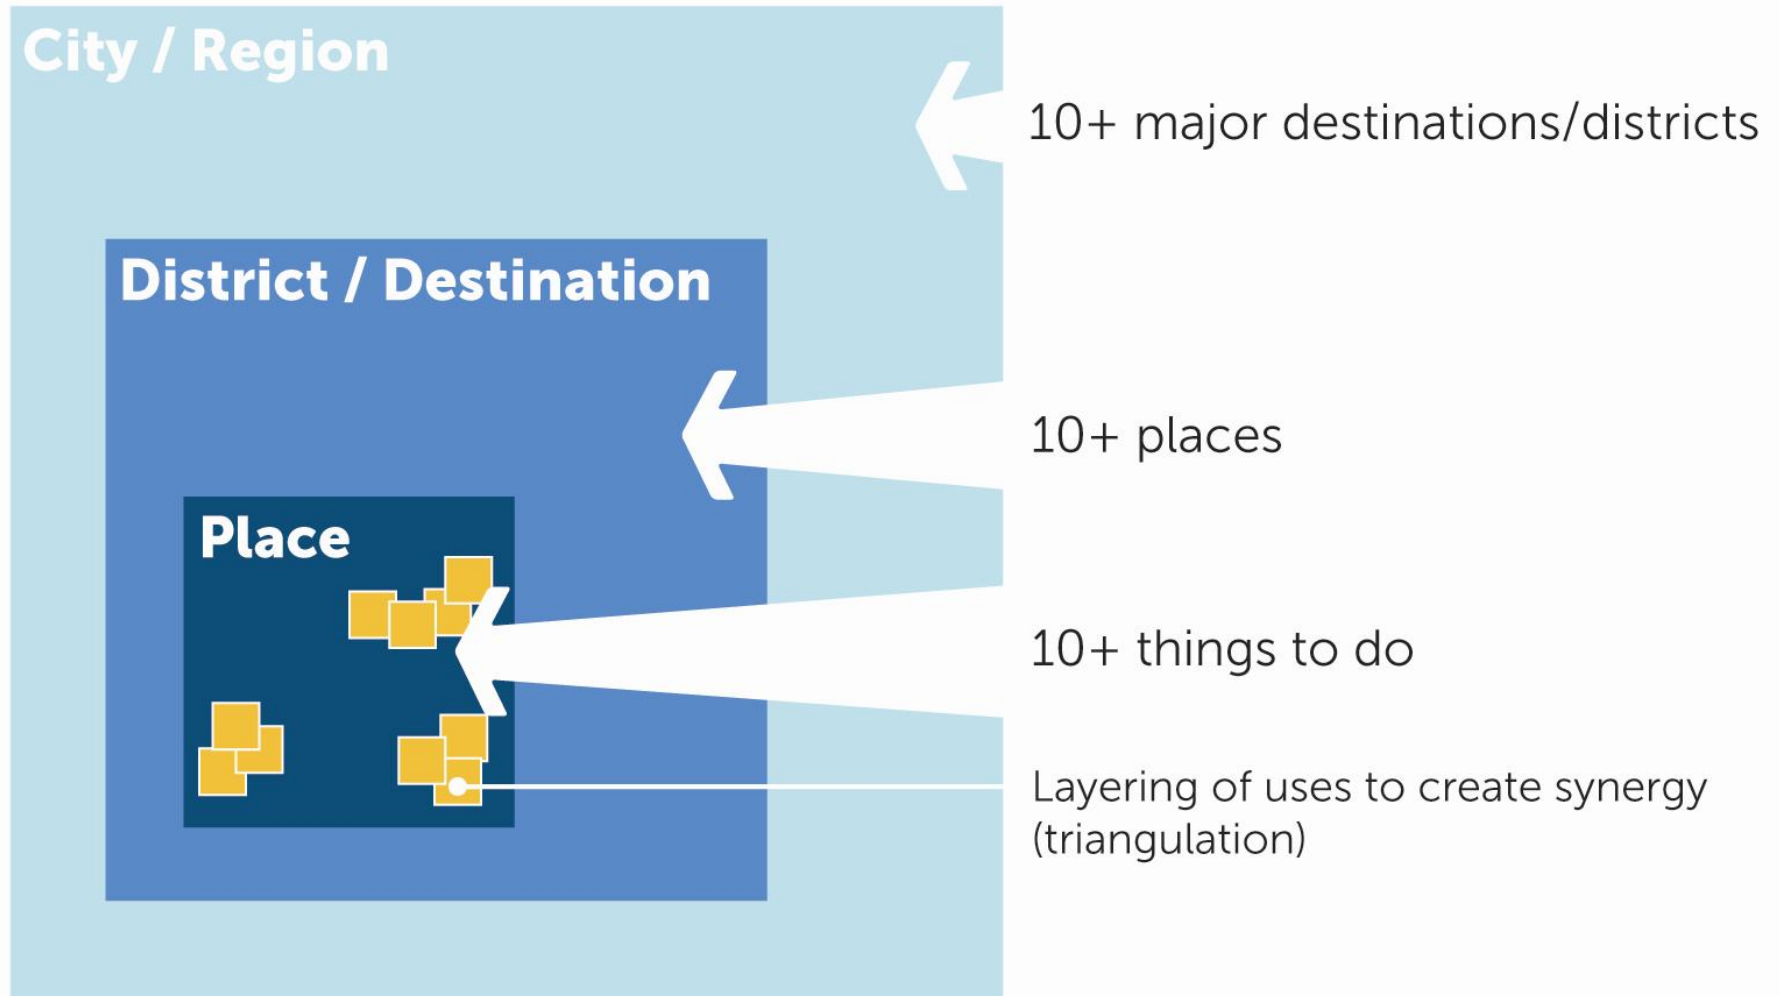 City / Region
10+ major destinations/districts
District / Destination
10+ places
Place
10+ things to do
Layering of uses to create synergy
(triangulation)